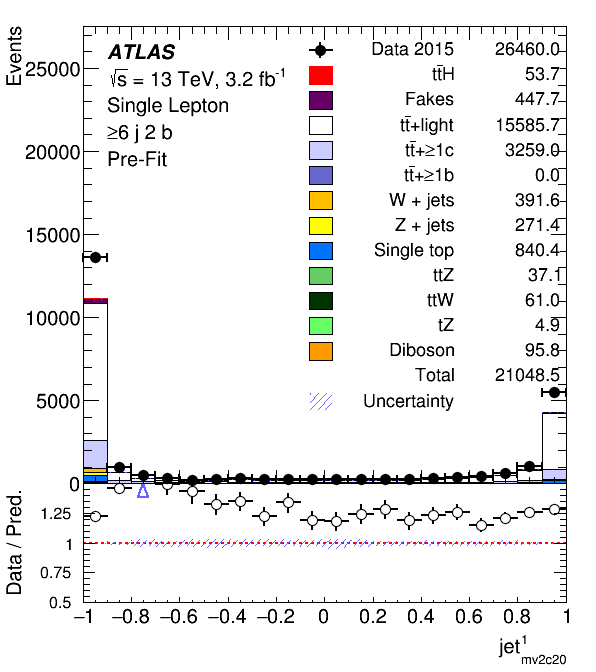 Events
25000
20000
15000
10000
5000
0
ATLAS
√s = 13 TeV, 3.2 fb⁻¹
Single Lepton
≥6 j 2 b
Pre-Fit
Data 2015 26460.0
tt̄H 53.7
Fakes 447.7
tt̄+light 15585.7
tt̄+≥1c 3259.0
tt̄+≥1b 0.0
W + jets 391.6
Z + jets 271.4
Single top 840.4
ttZ 37.1
ttW 61.0
tZ 4.9
Diboson 95.8
Total 21048.5
Uncertainty
Data / Pred.
1.25
1
0.75
0.5
−1 −0.8 −0.6 −0.4 −0.2 0 0.2 0.4 0.6 0.8 1
jet¹mv2c20